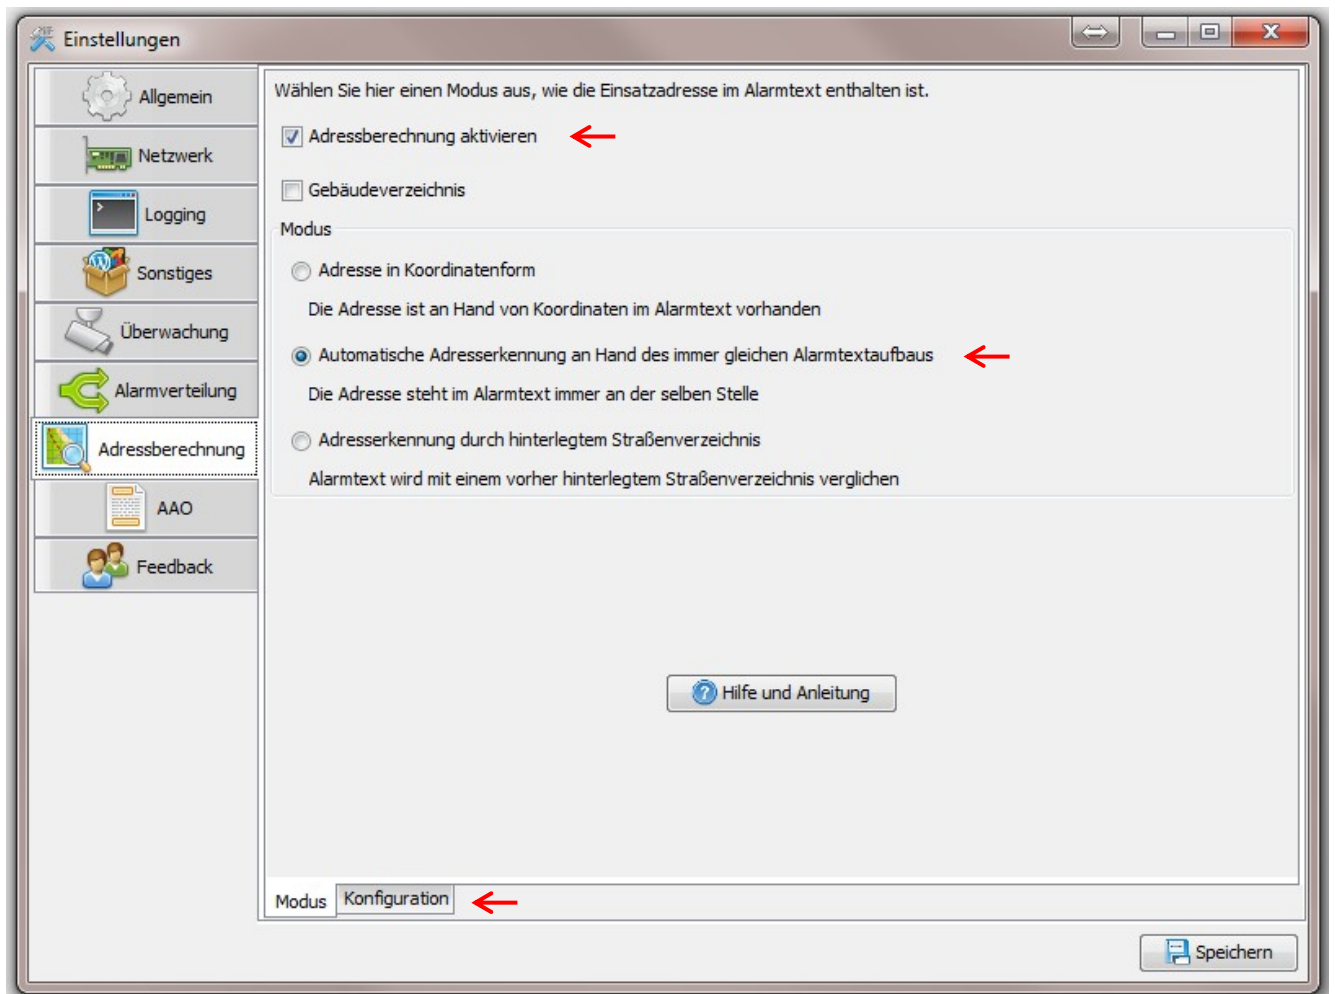 Einstellungen
Allgemein
Netzwerk
Logging
Sonstiges
Überwachung
Alarmverteilung
Adressberechnung
AAO
Feedback
Wählen Sie hier einen Modus aus, wie die Einsatzadresse im Alarmtext enthalten ist.
Adressberechnung aktivieren
Gebäudeverzeichnis
Modus
Adresse in Koordinatenform
Die Adresse ist an Hand von Koordinaten im Alarmtext vorhanden
Automatische Adresserkennung an Hand des immer gleichen Alarmtextaufbaus
Die Adresse steht im Alarmtext immer an der selben Stelle
Adresserkennung durch hinterlegtem Straßenverzeichnis
Alarmtext wird mit einem vorher hinterlegtem Straßenverzeichnis verglichen
Hilfe und Anleitung
Modus Konfiguration
Speichern